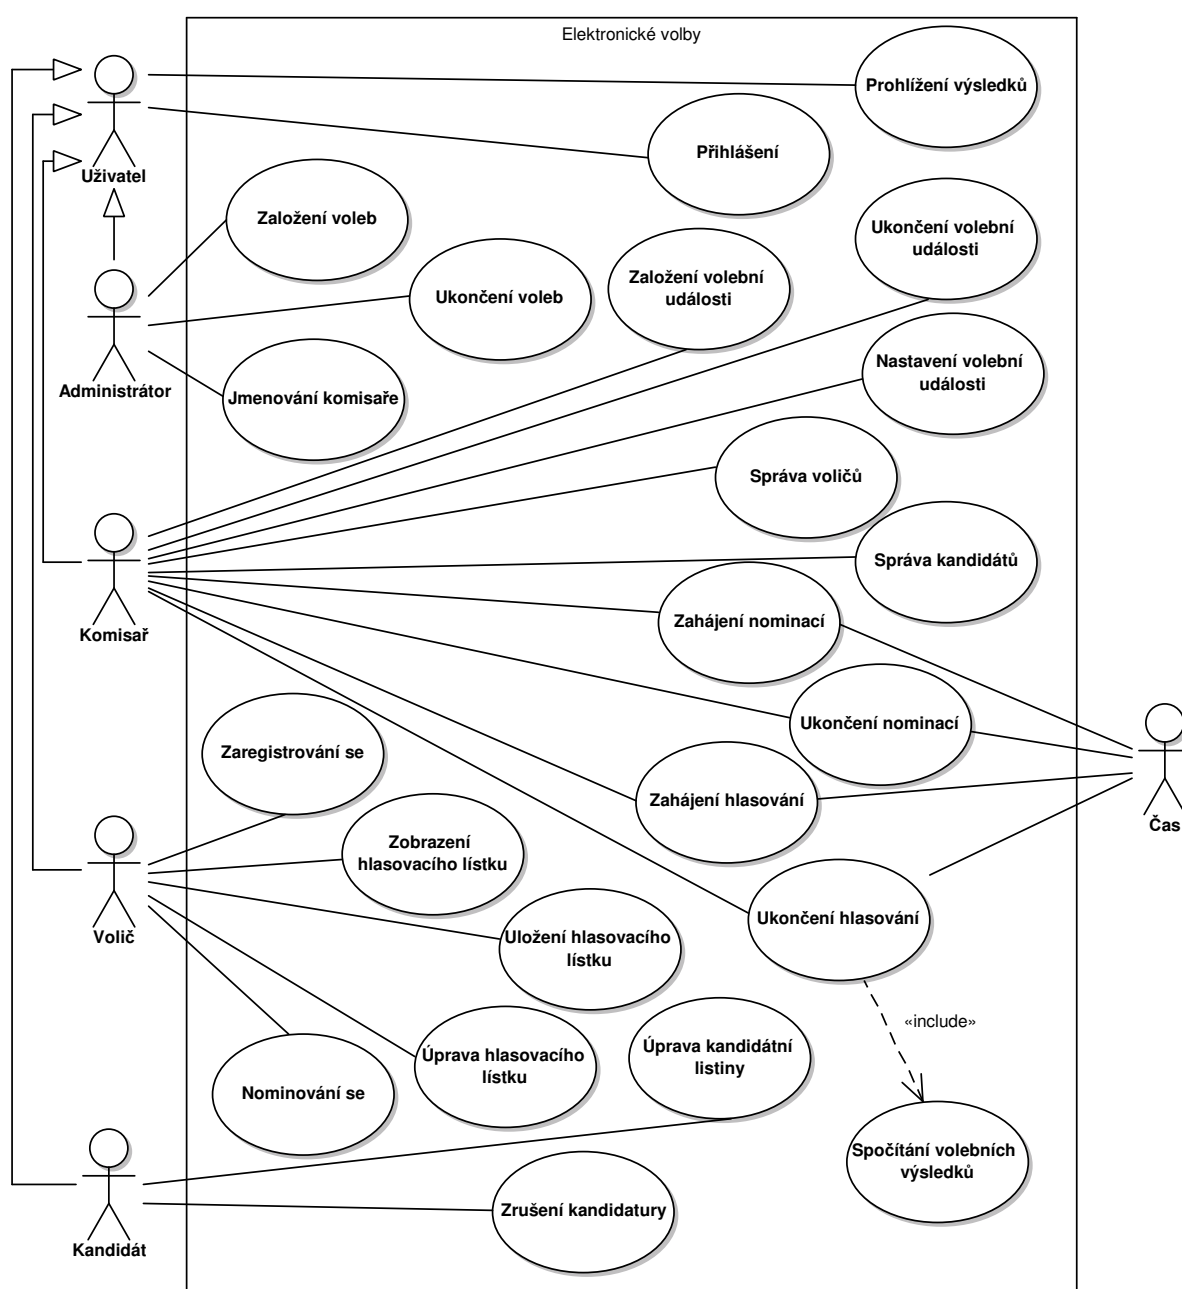 Elektronické volby
Prohlížení výsledků
Přihlášení
Uživatel
Založení voleb
Ukončení volební
události
Založení volební
události
Ukončení voleb
Nastavení volební
události
Administrátor
Jmenování komisaře
Správa voličů
Správa kandidátů
Zahájení nominací
Komisař
Ukončení nominací
Zaregistrování se
Zahájení hlasování
Čas
Zobrazení
hlasovacího lístku
Ukončení hlasování
Volič
Uložení hlasovacího
lístku
«include»
Úprava kandidátní
listiny
Úprava hlasovacího
lístku
Nominování se
Spočítání volebních
výsledků
Zrušení kandidatury
Kandidát